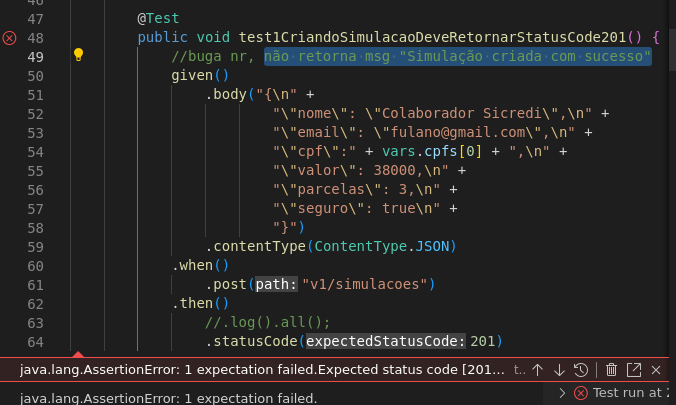 46
47 @Test
48 public void test1CriandoSimulacaoDeveRetornarStatusCode201() {
49 //buga nr, não·retorna·msg·"Simulação·criada·com·sucesso"
50 given()
51 .body("{\n" +
52 "\"nome\": \"Colaborador Sicredi\",\n" +
53 "\"email\": \"fulano@gmail.com\",\n" +
54 "\"cpf\":" + vars.cpfs[0] + ",\n" +
55 "\"valor\": 38000,\n" +
56 "\"parcelas\": 3,\n" +
57 "\"seguro\": true\n" +
58 "}")
59 .contentType(ContentType.JSON)
60 .when()
61 .post(path: "v1/simulacoes")
62 .then()
63 //.log().all();
64 .statusCode(expectedStatusCode: 201)
java.lang.AssertionError: 1 expectation failed.Expected status code [201... t..
java.lang.AssertionError: 1 expectation failed.
Test run at 2